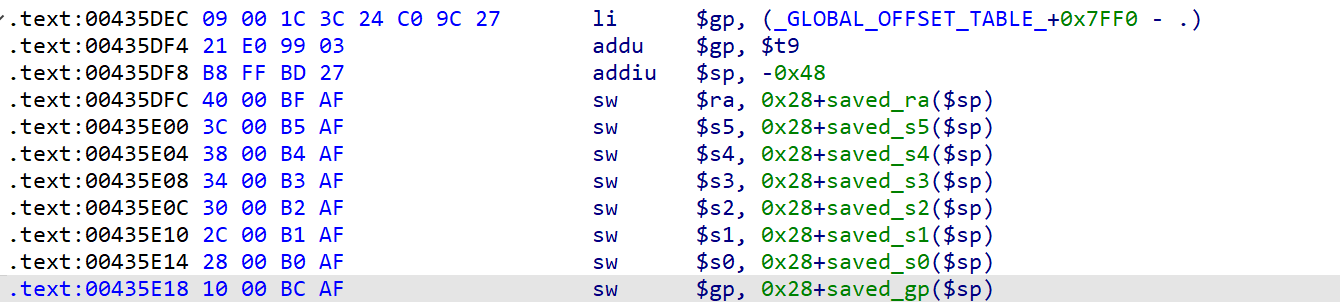 .text:00435DEC 09 00 1C 3C 24 C0 9C 27 li $gp, (_GLOBAL_OFFSET_TABLE_+0x7FF0 - .)
.text:00435DF4 21 E0 99 03 addu $gp, $t9
.text:00435DF8 B8 FF BD 27 addiu $sp, -0x48
.text:00435DFC 40 00 BF AF sw $ra, 0x28+saved_ra($sp)
.text:00435E00 3C 00 B5 AF sw $s5, 0x28+saved_s5($sp)
.text:00435E04 38 00 B4 AF sw $s4, 0x28+saved_s4($sp)
.text:00435E08 34 00 B3 AF sw $s3, 0x28+saved_s3($sp)
.text:00435E0C 30 00 B2 AF sw $s2, 0x28+saved_s2($sp)
.text:00435E10 2C 00 B1 AF sw $s1, 0x28+saved_s1($sp)
.text:00435E14 28 00 B0 AF sw $s0, 0x28+saved_s0($sp)
.text:00435E18 10 00 BC AF sw $gp, 0x28+saved_gp($sp)